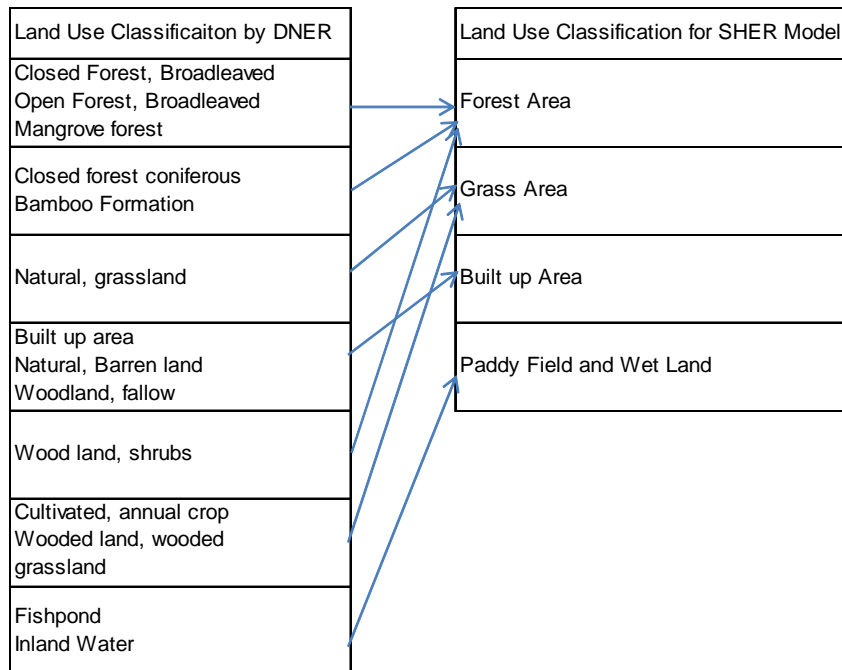 Land Use Classificaiton by DNER
Closed Forest, Broadleaved
Open Forest, Broadleaved
Mangrove forest
Closed forest coniferous
Bamboo Formation
Natural, grassland
Built up area
Natural, Barren land
Woodland, fallow
Wood land, shrubs
Cultivated, annual crop
Wooded land, wooded
grassland
Fishpond
Inland Water
Land Use Classification for SHER Model
Forest Area
Grass Area
Built up Area
Paddy Field and Wet Land